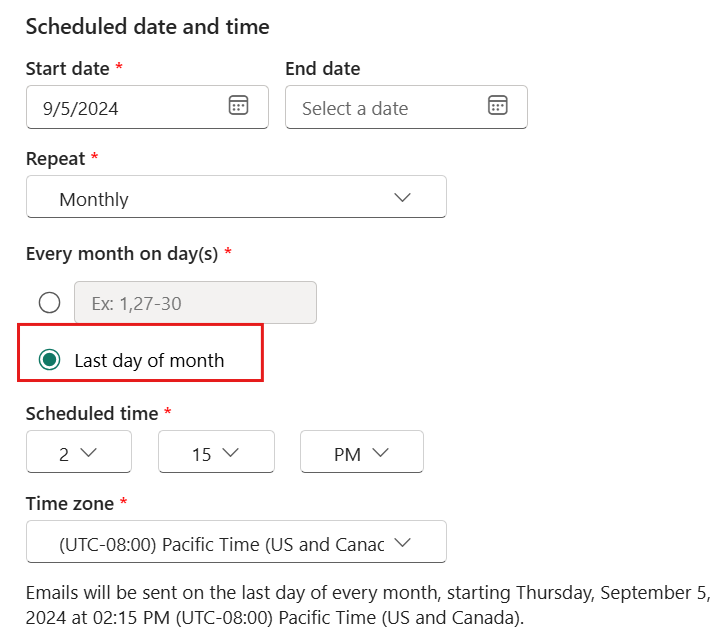 Scheduled date and time
Start date * End date
9/5/2024 Select a date
Repeat *
Monthly
Every month on day(s) *
Ex: 1,27-30
Last day of month
Scheduled time *
2 15 PM
Time zone *
(UTC-08:00) Pacific Time (US and Canac
Emails will be sent on the last day of every month, starting Thursday, September 5,
2024 at 02:15 PM (UTC-08:00) Pacific Time (US and Canada).